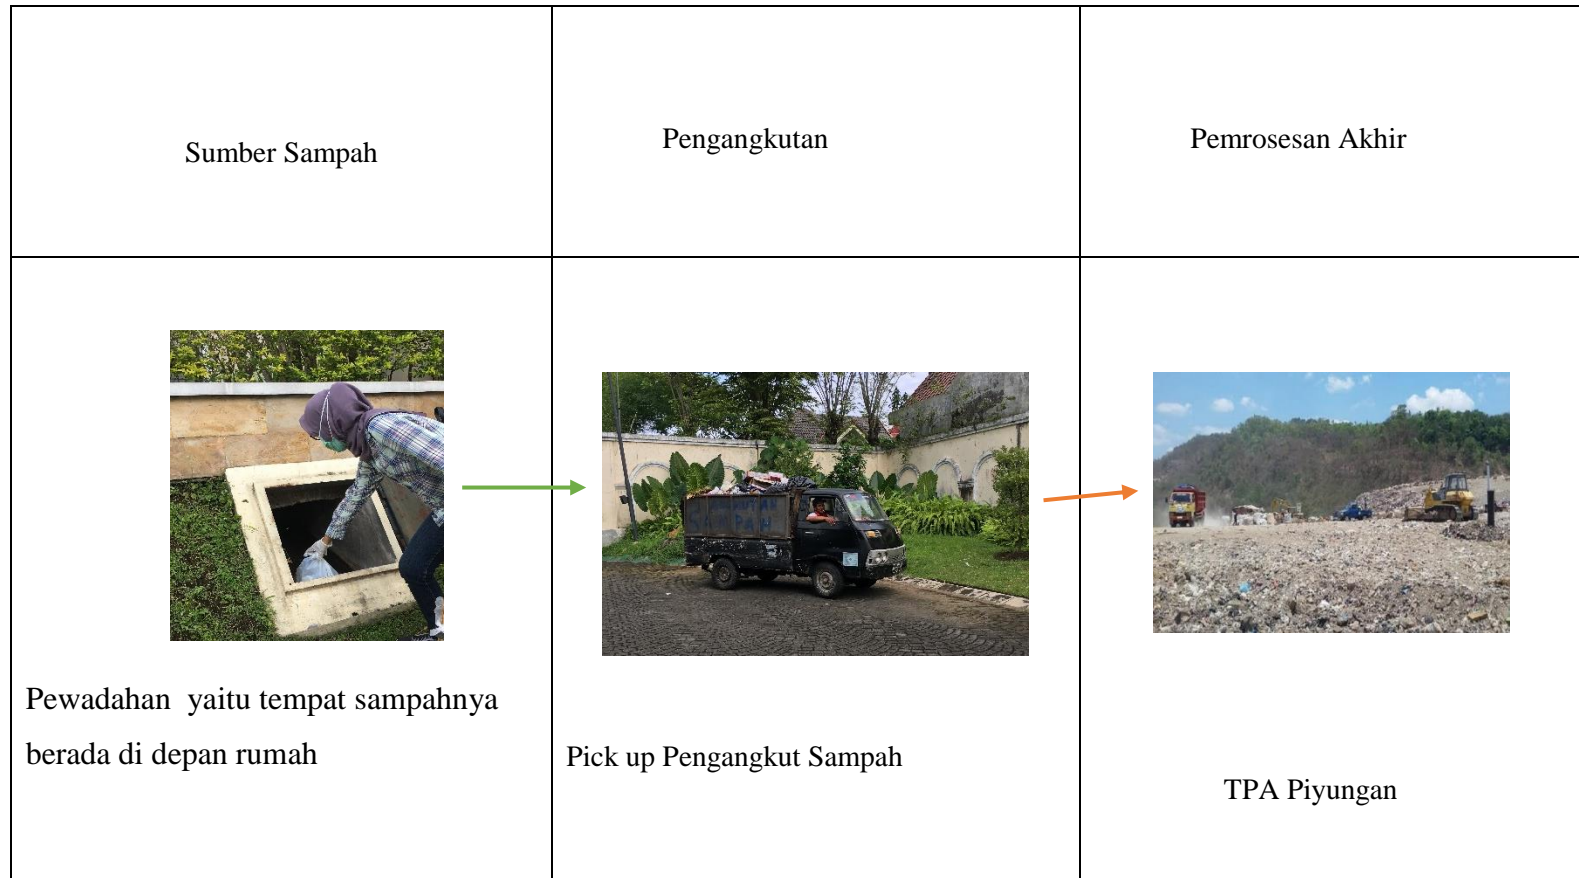 Sumber Sampah
Pengangkutan
Pemrosesan Akhir
SAMPAH
Pewadahan yaitu tempat sampahnya
berada di depan rumah
Pick up Pengangkut Sampah
TPA Piyungan